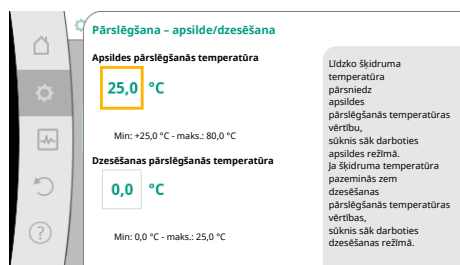 Pārslēgšana – apsilde/dzesēšana
Apsildes pārslēgšanās temperatūra
25,0 °C
Min: +25,0 °C - maks.: 80,0 °C
Dzesēšanas pārslēgšanās temperatūra
0,0 °C
Min: 0,0 °C - maks.: 25,0 °C
Līdzko šķidruma
temperatūra
pārsniedz
apsildes
pārslēgšanās temperatūras
vērtību,
sūknis sāk darboties
apsildes režīmā.
Ja šķidruma temperatūra
pazeminās zem
dzesēšanas
pārslēgšanās temperatūras
vērtības,
sūknis sāk darboties
dzesēšanas režīmā.